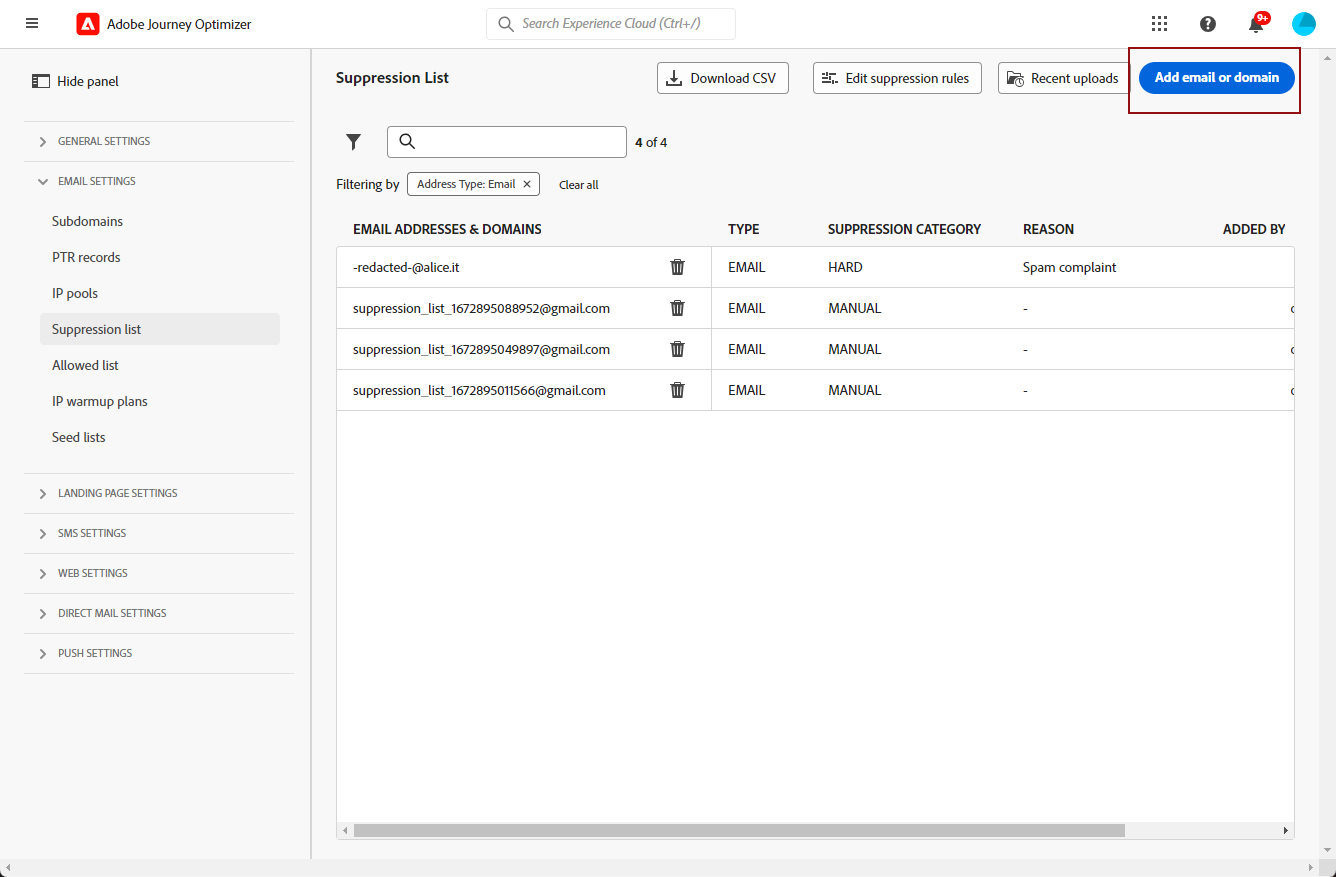 Adobe Journey Optimizer
Search Experience Cloud (Ctrl+/)
9+
Hide panel
GENERAL SETTINGS
EMAIL SETTINGS
Subdomains
PTR records
IP pools
Suppression list
Allowed list
IP warmup plans
Seed lists
LANDING PAGE SETTINGS
SMS SETTINGS
WEB SETTINGS
DIRECT MAIL SETTINGS
PUSH SETTINGS
Suppression List
Download CSV
Edit suppression rules
Recent uploads
Add email or domain
4 of 4
Filtering by Address Type: Email Clear all
EMAIL ADDRESSES & DOMAINS TYPE SUPPRESSION CATEGORY REASON ADDED BY
-redacted-@alice.it EMAIL HARD Spam complaint
suppression_list_1672895088952@gmail.com EMAIL MANUAL -
suppression_list_1672895049897@gmail.com EMAIL MANUAL -
suppression_list_1672895011566@gmail.com EMAIL MANUAL -